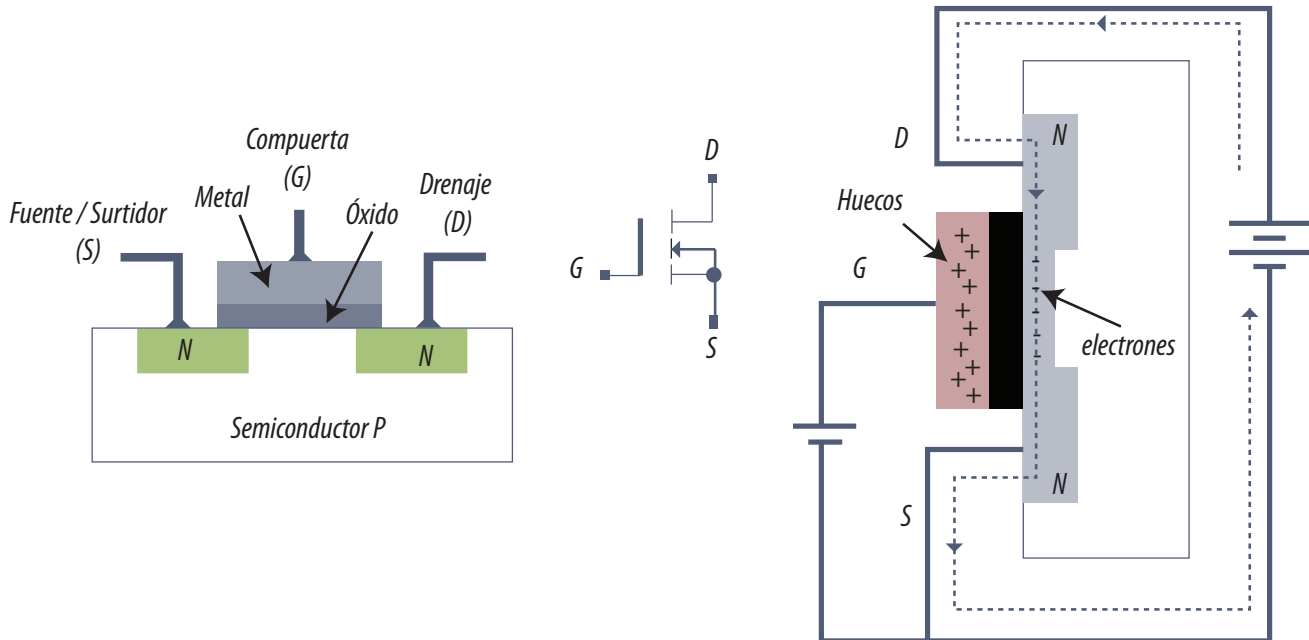 Compuerta
(G)
Metal
Óxido
Drenaje
(D)
Fuente / Surtidor
(S)
N
N
Semiconductor P
D
G
S
D
N
Huecos
+ + + + + + + + + + + +
G
- - - - -
electrones
S
N